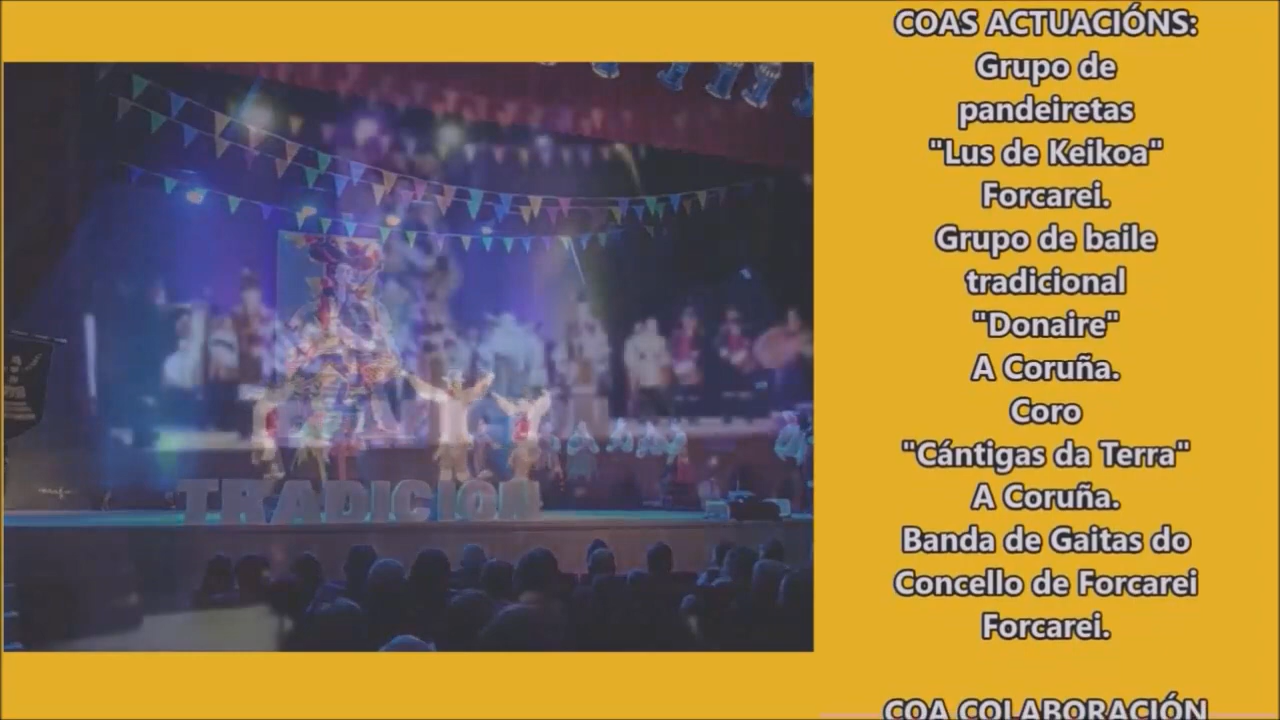 COAS ACTUACIÓNS:
Grupo de
pandeiretas
"Lus de Keikoa"
Forcarei.
Grupo de baile
tradicional
"Donaire"
A Coruña.
Coro
"Cántigas da Terra"
A Coruña.
Banda de Gaitas do
Concello de Forcarei
Forcarei.
COA COLABORACIÓN
TRADICIÓN